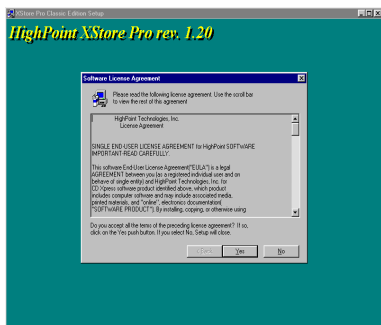 XStore Pro Classic Edition Setup
HighPoint XStore Pro rev. 1.20
Software License Agreement
Please read the following license agreement. Use the scroll bar
to view the rest of this agreement
HighPoint Technologies, Inc.
License Agreement
SINGLE END-USER LICENSE AGREEMENT for HighPoint SOFTWARE
IMPORTANT-READ CAREFULLY:
This software End-User License Agreement("EULA") is a legal
AGREEMENT between you (as a registered individual user and on
behave of single entity) and HighPoint Technologies, Inc. for
CD Xpress software product identified above, which product
includes computer software and may include associated media,
printed materials, and "online", electronics documentation(
"SOFTWARE PRODUCT"). By installing, copying, or otherwise using
Do you accept all the terms of the preceding license agreement? If so,
click on the Yes push button. If you select No, Setup will close.
< Back
Yes
No